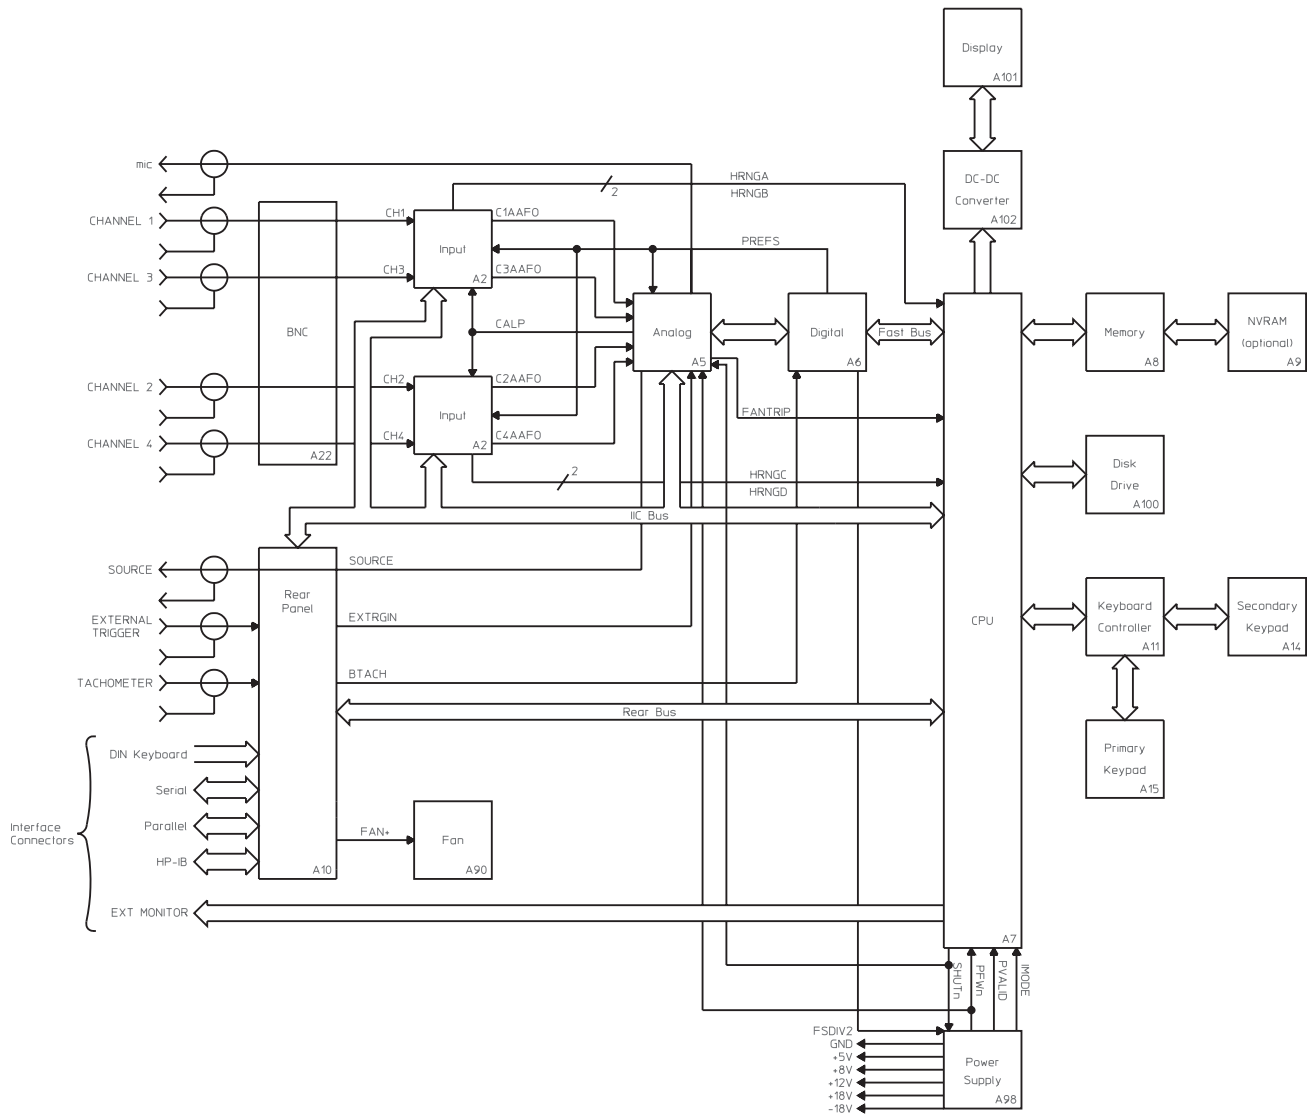 Display
A101
mic
DC-DC
Converter
A102
HRNGA
2
HRNGB
CHANNEL 1
CH1
C1AAFO
Input
PREFS
CHANNEL 3
CH3
A2
C3AAFO
BNC
CALP
Analog
A5
Digital
A6
Fast Bus
Memory
A8
NVRAM
(optional)
A9
CHANNEL 2
CH2
C2AAFO
Input
FANTRIP
CHANNEL 4
CH4
A2
C4AAFO
A22
2
HRNGC
HRNGD
Disk
Drive
A100
IIC Bus
SOURCE
SOURCE
Rear
Panel
EXTERNAL
TRIGGER
EXTRGIN
CPU
Keyboard
Controller
A11
Secondary
Keypad
A14
TACHOMETER
BTACH
Rear Bus
Primary
Keypad
A15
Interface
Connectors
DIN Keyboard
Serial
Parallel
HP-IB
FAN+
Fan
A90
A10
EXT MONITOR
A7
SHUTn
PFWn
PVALID
IMODE
FSDIV2
GND
+5V
+8V
+12V
+18V
-18V
Power
Supply
A98